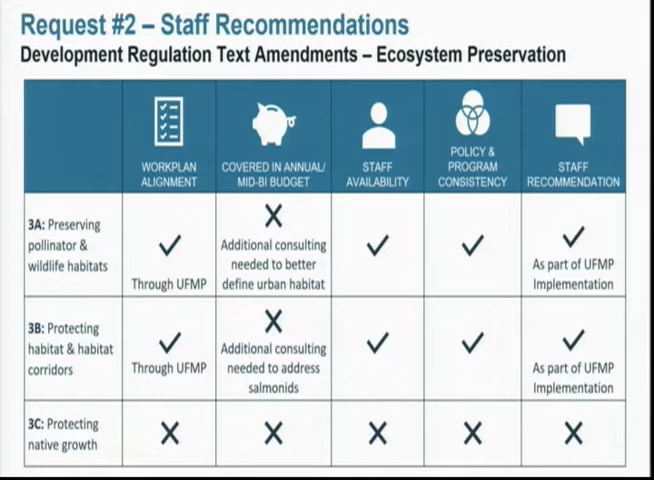 Request #2 – Staff Recommendations
Development Regulation Text Amendments – Ecosystem Preservation
WORKPLAN
ALIGNMENT
COVERED IN ANNUAL/
MID-BI BUDGET
STAFF
AVAILABILITY
POLICY &
PROGRAM
CONSISTENCY
STAFF
RECOMMENDATION
3A: Preserving
pollinator &
wildlife habitats
Through UFMP
Additional consulting
needed to better
define urban habitat
As part of UFMP
Implementation
3B: Protecting
habitat & habitat
corridors
Through UFMP
Additional consulting
needed to address
salmonids
As part of UFMP
Implementation
3C: Protecting
native growth